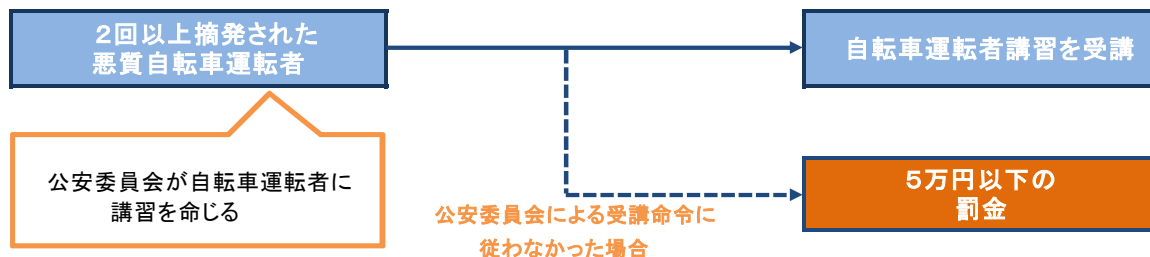 ２回以上摘発された
悪質自転車運転者
自転車運転者講習を受講
公安委員会が自転車運転者に
講習を命じる
５万円以下の
罰金
公安委員会による受講命令に
従わなかった場合